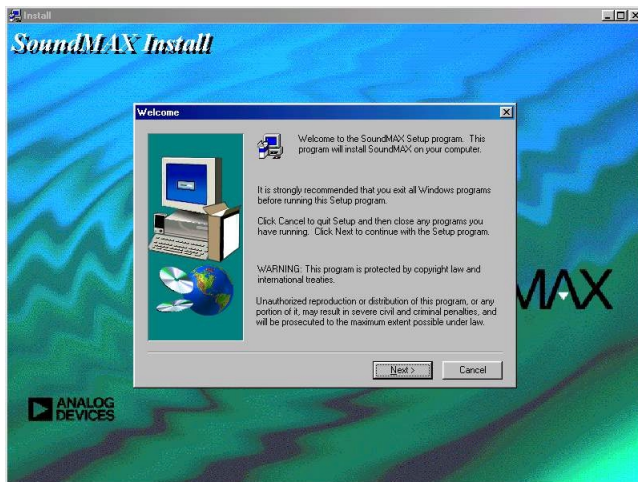 Install
SoundMAX Install
Welcome
Welcome to the SoundMAX Setup program. This
program will install SoundMAX on your computer.
It is strongly recommended that you exit all Windows programs
before running this Setup program.
Click Cancel to quit Setup and then close any programs you
have running. Click Next to continue with the Setup program.
WARNING: This program is protected by copyright law and
international treaties.
Unauthorized reproduction or distribution of this program, or any
portion of it, may result in severe civil and criminal penalties, and
will be prosecuted to the maximum extent possible under law.
MAX
Next > Cancel
ANALOG
DEVICES